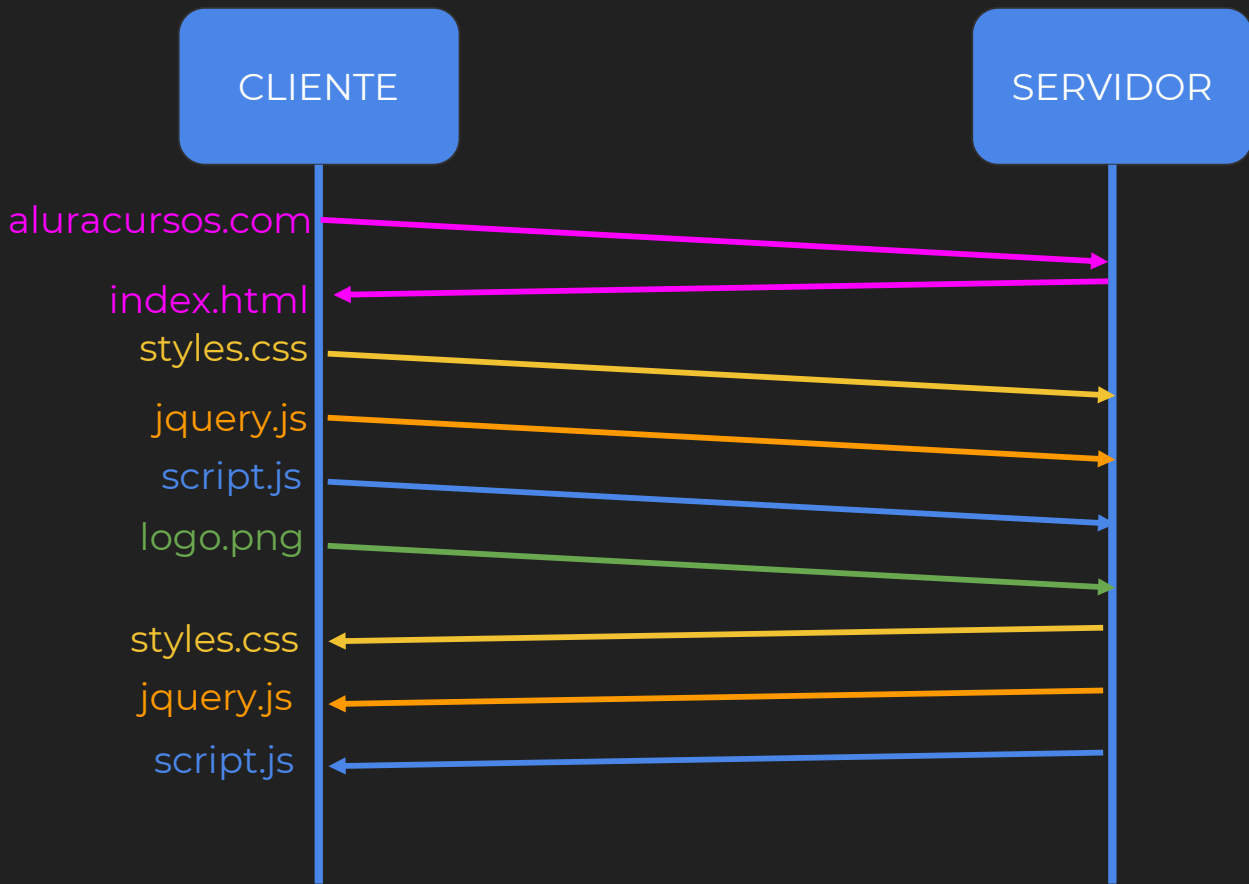 CLIENTE
SERVIDOR
aluracursos.com
index.html
styles.css
jquery.js
script.js
logo.png
styles.css
jquery.js
script.js